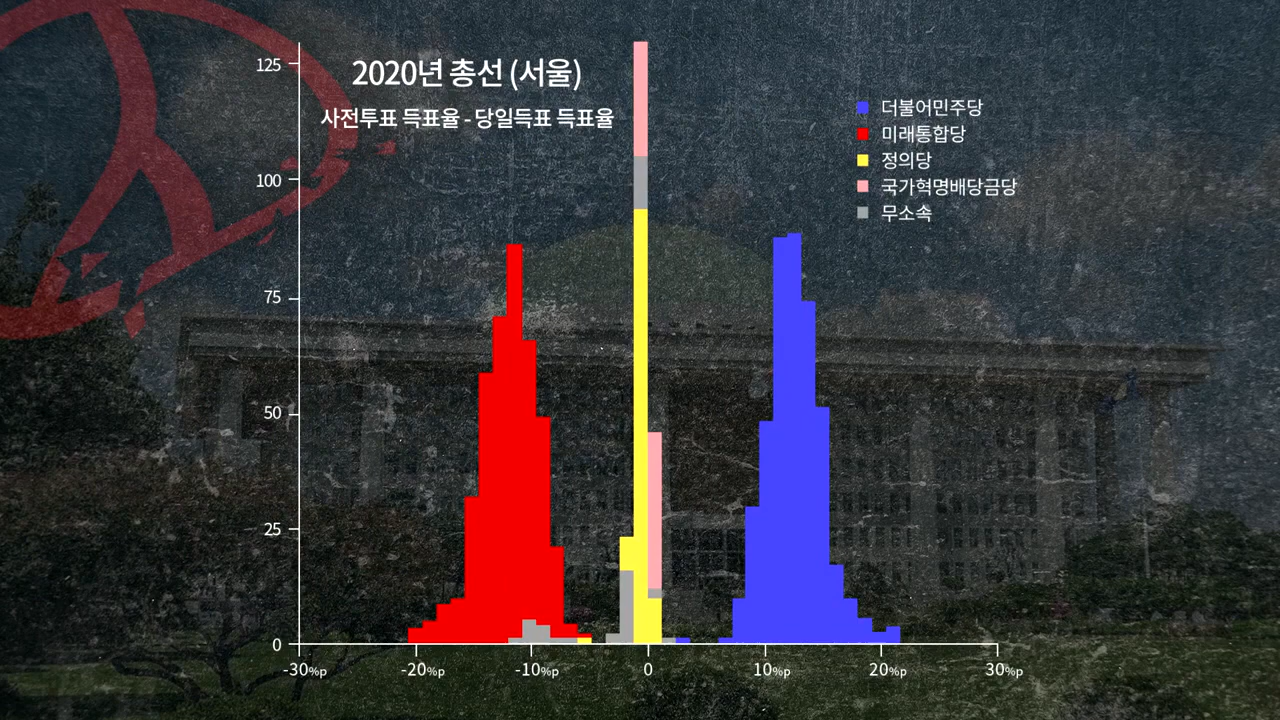 2020년 총선 (서울)
사전투표 득표율 - 당일득표 득표율
더불어민주당
미래통합당
정의당
국가혁명배당금당
무소속
125
100
75
50
25
0
-30%p -20%p -10%p 0 10%p 20%p 30%p